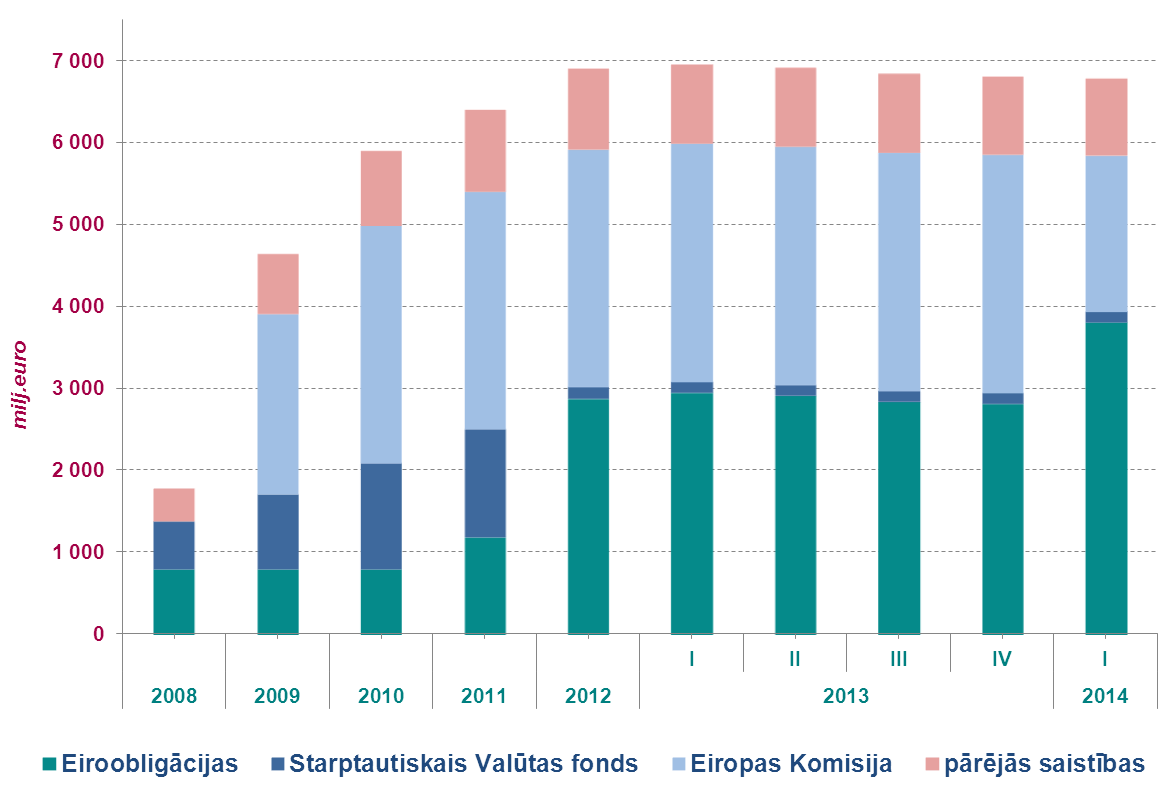 7 000
6 000
5 000
4 000
3 000
2 000
1 000
0
milj.euro
I II III IV I
2008 2009 2010 2011 2012 2013 2014
Eiroobligācijas Starptautiskais Valūtas fonds Eiropas Komisija pārējās saistības